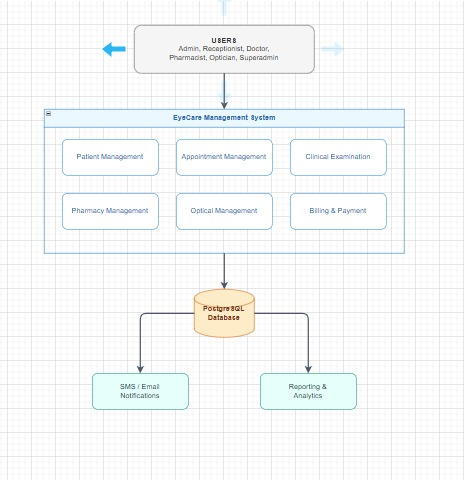 USERS
Admin, Receptionist, Doctor,
Pharmacist, Optician, Superadmin
EyeCare Management System
Patient Management
Appointment Management
Clinical Examination
Pharmacy Management
Optical Management
Billing & Payment
PostgreSQL
Database
SMS / Email
Notifications
Reporting &
Analytics